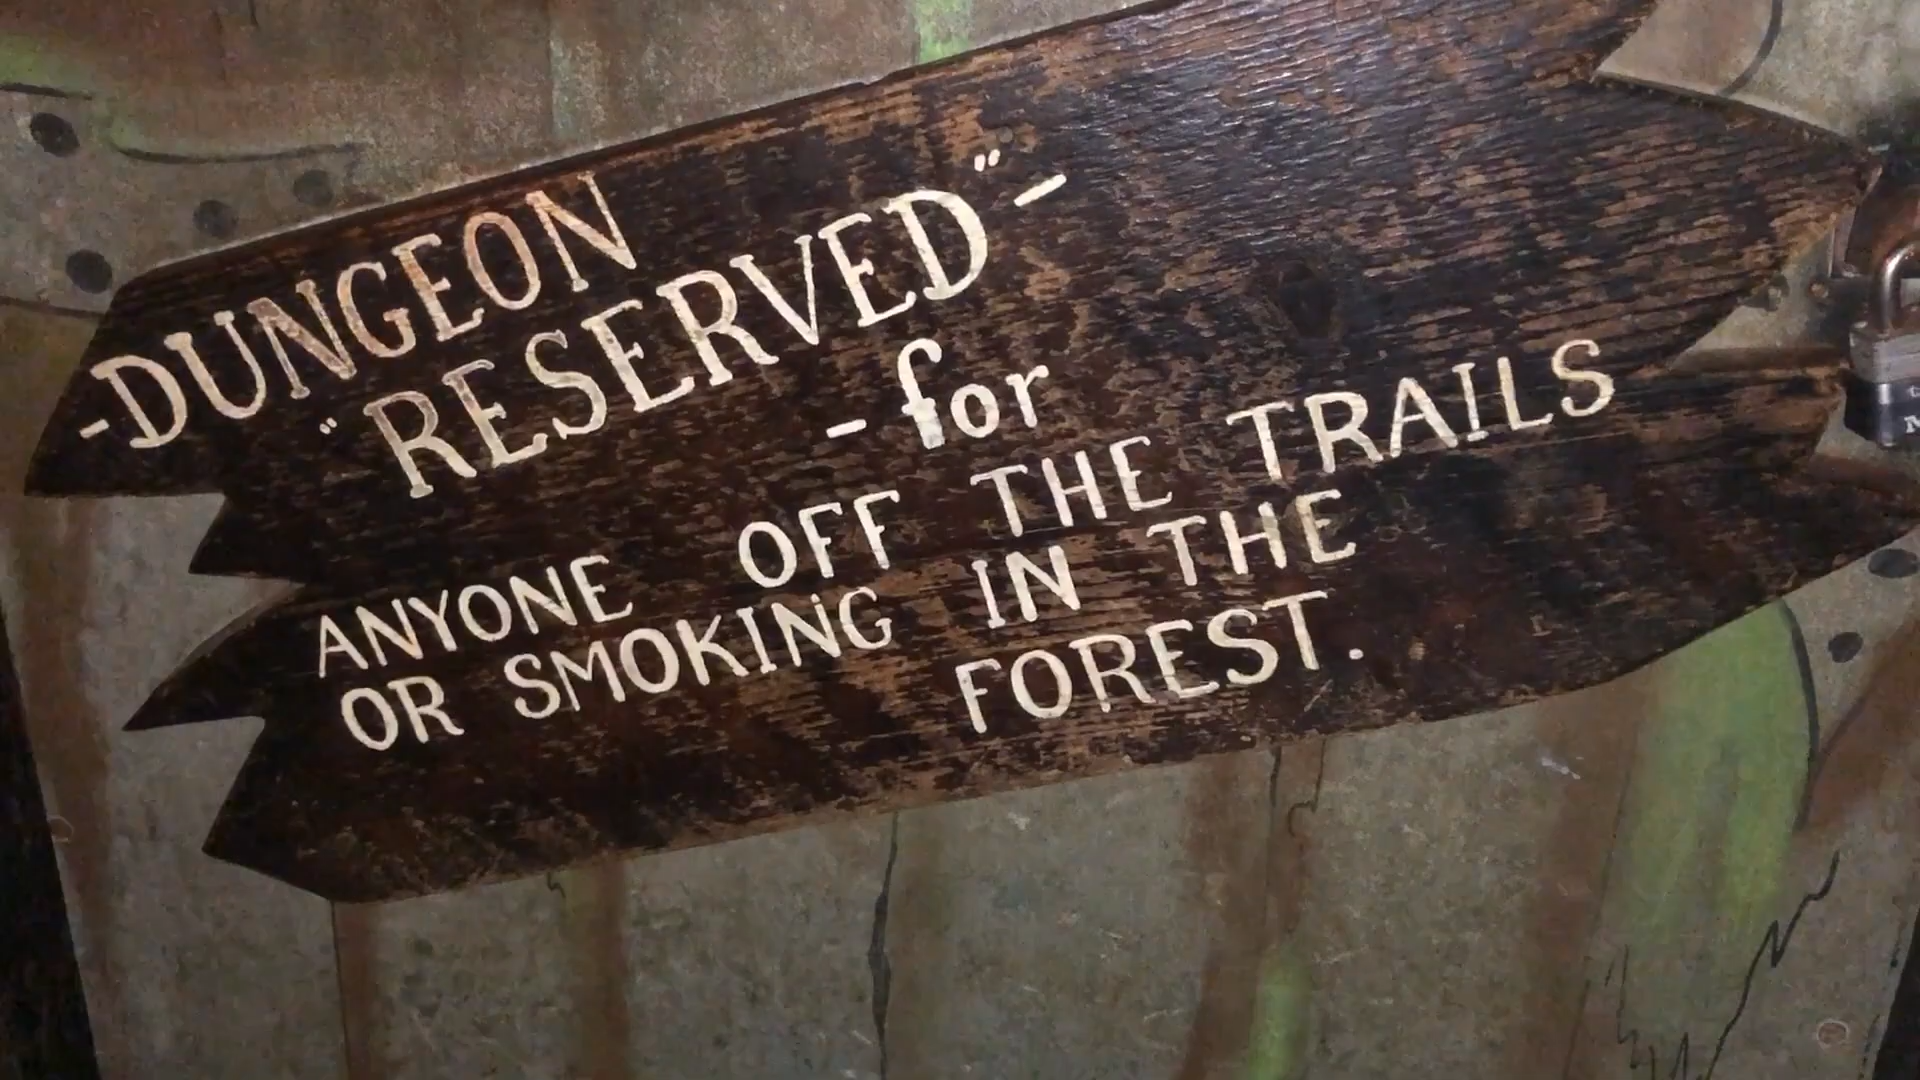 -DUNGEON
"RESERVED"-
- for
ANYONE OFF THE TRAILS
OR SMOKING IN THE
FOREST.